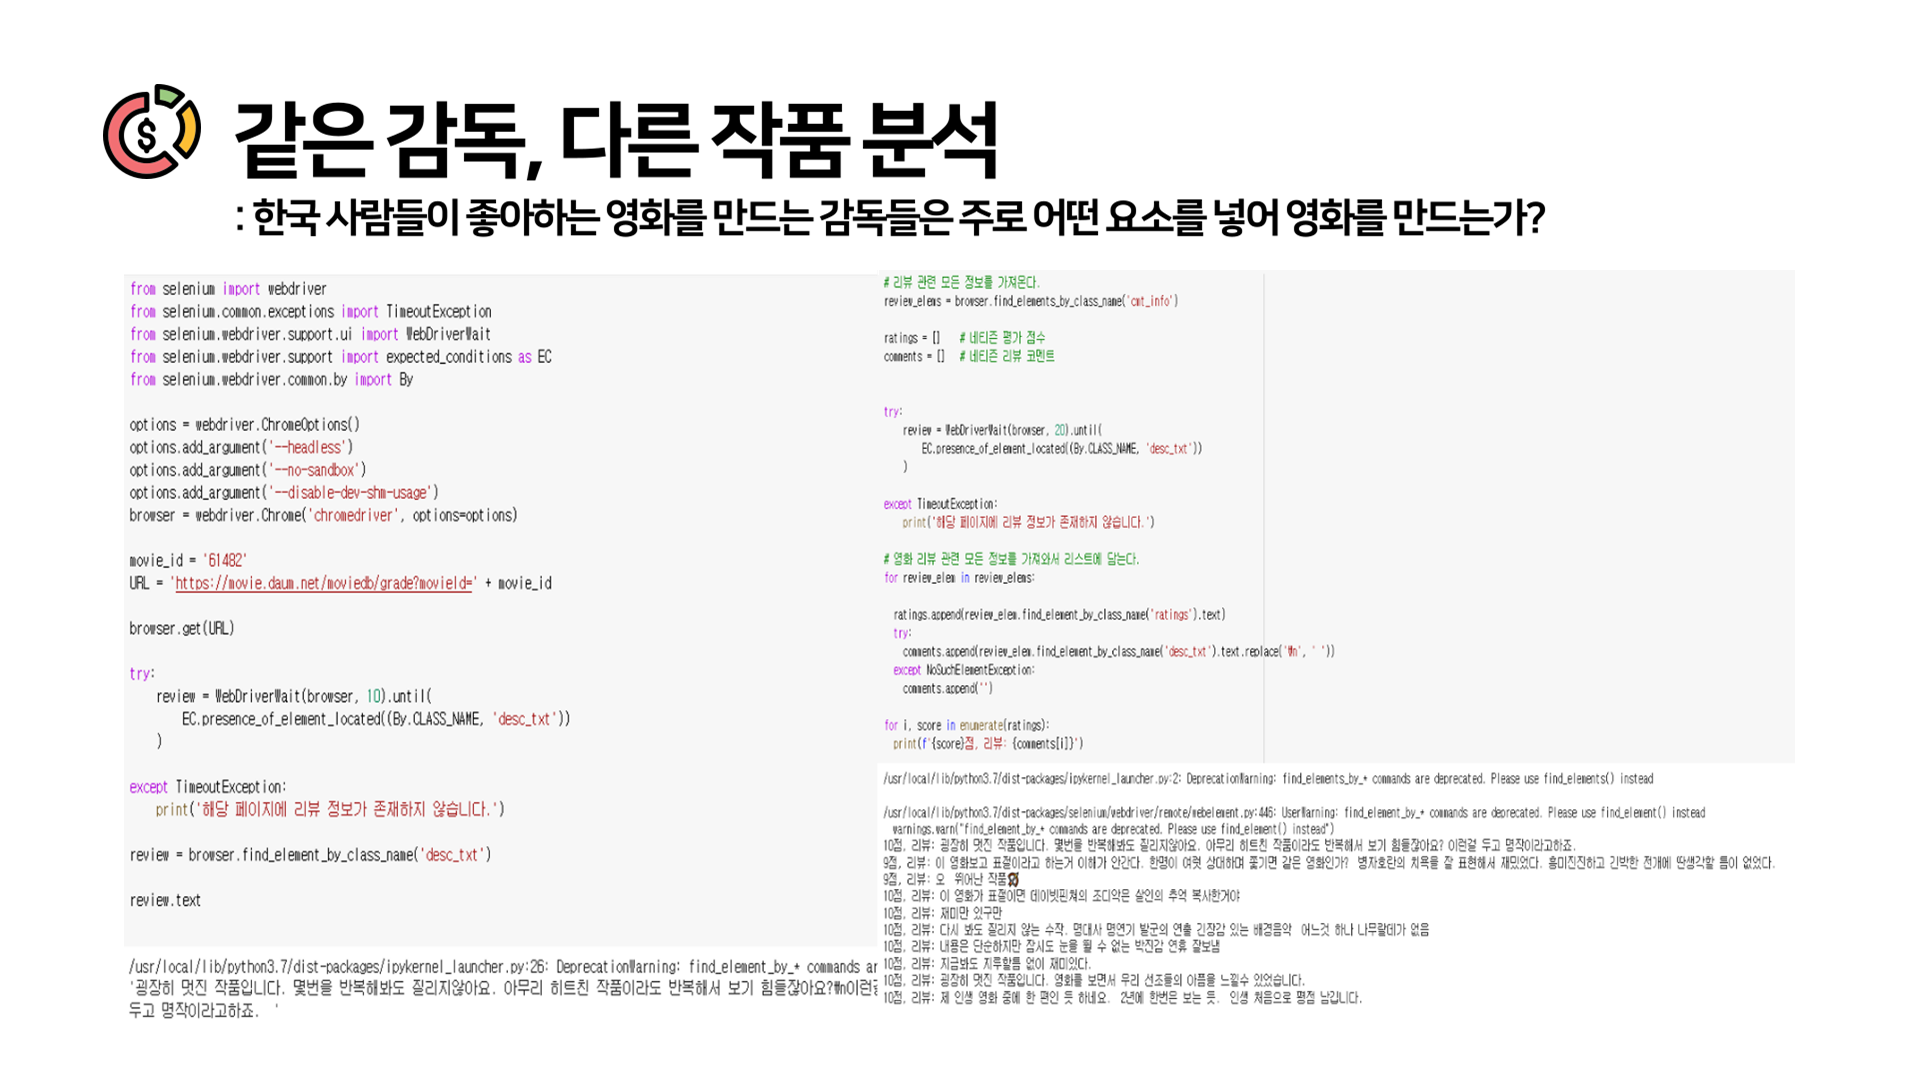 $
같은 감독, 다른 작품 분석
: 한국 사람들이 좋아하는 영화를 만드는 감독들은 주로 어떤 요소를 넣어 영화를 만드는가?
from selenium import webdriver
from selenium.common.exceptions import TimeoutException
from selenium.webdriver.support.ui import WebDriverWait
from selenium.webdriver.support import expected_conditions as EC
from selenium.webdriver.common.by import By
options = webdriver.ChromeOptions()
options.add_argument('--headless')
options.add_argument('--no-sandbox')
options.add_argument('--disable-dev-shm-usage')
browser = webdriver.Chrome('chromedriver', options=options)
movie_id = '61482'
URL = 'https://movie.daum.net/moviedb/grade?movieId=' + movie_id
browser.get(URL)
try:
review = WebDriverWait(browser, 10).until(
EC.presence_of_element_located((By.CLASS_NAME, 'desc_txt'))
)
except TimeoutException:
print('해당 페이지에 리뷰 정보가 존재하지 않습니다.')
review = browser.find_element_by_class_name('desc_txt')
review.text
/usr/local/lib/python3.7/dist-packages/ipykernel_launcher.py:26: DeprecationWarning: find_element_by_* commands ar
'굉장히 멋진 작품입니다. 몇번을 반복해봐도 질리지않아요. 아무리 히트친 작품이라도 반복해서 보기 힘들잖아요?₩n이런걸
두고 명작이라고하죠. '
# 리뷰 관련 모든 정보를 가져온다.
review_elems = browser.find_elements_by_class_name('cmt_info')
ratings = [] # 네티즌 평가 점수
comments = [] # 네티즌 리뷰 코멘트
try:
review = WebDriverWait(browser, 20).until(
EC.presence_of_element_located((By.CLASS_NAME, 'desc_txt'))
)
except TimeoutException:
print('해당 페이지에 리뷰 정보가 존재하지 않습니다.')
# 영화 리뷰 관련 모든 정보를 가져와서 리스트에 담는다.
for review_elem in review_elems:
ratings.append(review_elem.find_element_by_class_name('ratings').text)
try:
comments.append(review_elem.find_element_by_class_name('desc_txt').text.replace('₩n', ' '))
except NoSuchElementException:
comments.append('')
for i, score in enumerate(ratings):
print(f'{score}점, 리뷰: {comments[i]}')
/usr/local/lib/python3.7/dist-packages/ipykernel_launcher.py:2: DeprecationWarning: find_elements_by_* commands are deprecated. Please use find_elements() instead
/usr/local/lib/python3.7/dist-packages/selenium/webdriver/remote/webelement.py:446: UserWarning: find_element_by_* commands are deprecated. Please use find_element() instead
warnings.warn("find_element_by_* commands are deprecated. Please use find_element() instead")
10점, 리뷰: 굉장히 멋진 작품입니다. 몇번을 반복해봐도 질리지않아요. 아무리 히트친 작품이라도 반복해서 보기 힘들잖아요? 이런걸 두고 명작이라고하죠.
9점, 리뷰: 이 영화보고 표절이라고 하는거 이해가 안간다. 한명이 여럿 상대하며 쫓기면 같은 영화인가? 병자호란의 치욕을 잘 표현해서 재밌었다. 흥미진진하고 긴박한 전개에 딴생각할 틈이 없었다.
9점, 리뷰: 오 뛰어난 작품
10점, 리뷰: 이 영화가 표절이면 데이빗핀쳐의 조디악은 살인의 추억 복사한거야
10점, 리뷰: 재미만 있구만
10점, 리뷰: 다시 봐도 질리지 않는 수작. 명대사 명연기 발군의 연출 긴장감 있는 배경음악 어느것 하나 나무랄데가 없음
10점, 리뷰: 내용은 단순하지만 잠시도 눈을 뗄 수 없는 박진감 연휴 잘보냄
10점, 리뷰: 지금봐도 지루할틈 없이 재미있다.
10점, 리뷰: 굉장히 멋진 작품입니다. 영화를 보면서 우리 선조들의 아픔을 느낄수 있었습니다.
10점, 리뷰: 제 인생 영화 중에 한 편인 듯 하네요. 2년에 한번은 보는 듯. 인생 처음으로 평점 남깁니다.